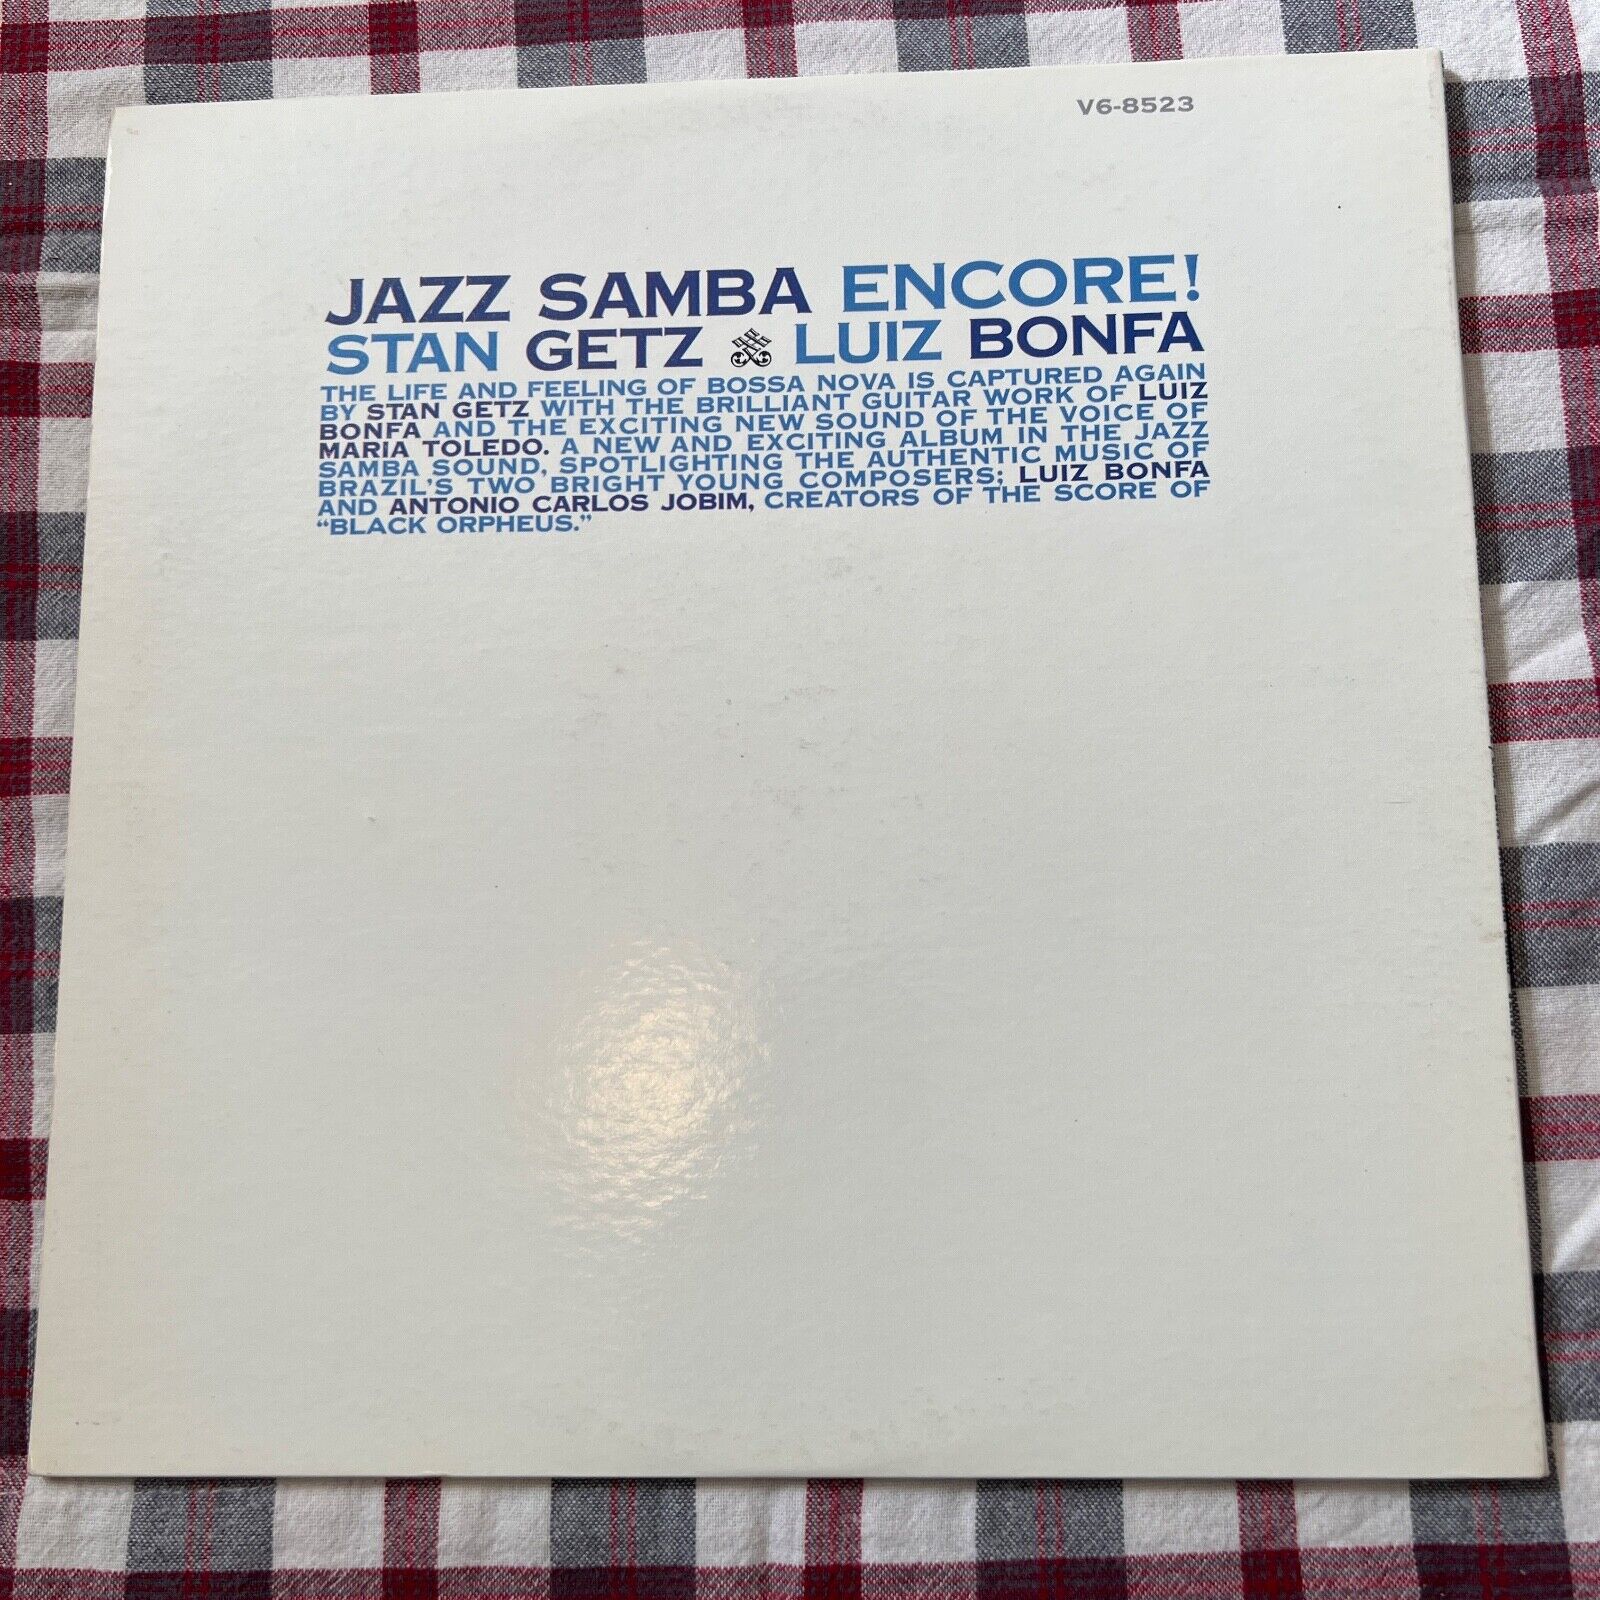 V6-8523
JAZZ SAMBA ENCORE!
STAN GETZ LUIZ BONFA
THE LIFE AND FEELING OF BOSSA NOVA IS CAPTURED AGAIN
BY STAN GETZ WITH THE BRILLIANT GUITAR WORK OF LUIZ
BONFA AND THE EXCITING NEW SOUND OF THE VOICE OF
MARIA TOLEDO. A NEW AND EXCITING ALBUM IN THE JAZZ
SAMBA SOUND, SPOTLIGHTING THE AUTHENTIC MUSIC OF
BRAZIL'S TWO BRIGHT YOUNG COMPOSERS; LUIZ BONFA
AND ANTONIO CARLOS JOBIM, CREATORS OF THE SCORE OF
“BLACK ORPHEUS.”